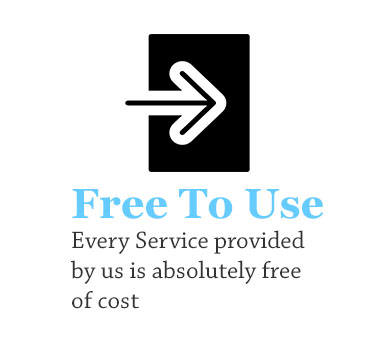 Free To Use
Every Service provided
by us is absolutely free
of cost